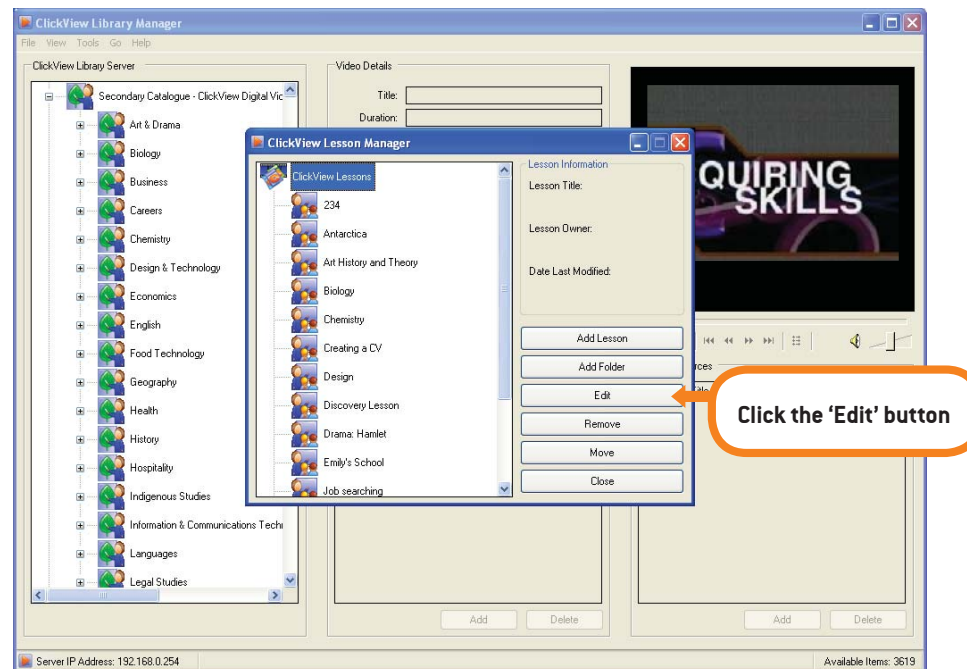 ClickView Library Manager
File View Tools Go Help
ClickView Library Server
Secondary Catalogue - ClickView Digital Vic
Art & Drama
Biology
Business
Careers
Chemistry
Design & Technology
Economics
English
Food Technology
Geography
Health
History
Hospitality
Indigenous Studies
Information & Communications Techn
Languages
Legal Studies
Video Details
Title:
Duration:
ClickView Lesson Manager
ClickView Lessons
234
Antarctica
Art History and Theory
Biology
Chemistry
Creating a CV
Design
Discovery Lesson
Drama: Hamlet
Emily's School
Job searching
Lesson Information
Lesson Title:
Lesson Owner:
Date Last Modified:
Add Lesson
Add Folder
Edit
Remove
Move
Close
QUIRING
SKILLS
rces
Click the ‘Edit’ button
Add Delete
Add Delete
Server IP Address: 192.168.0.254
Available Items: 3619